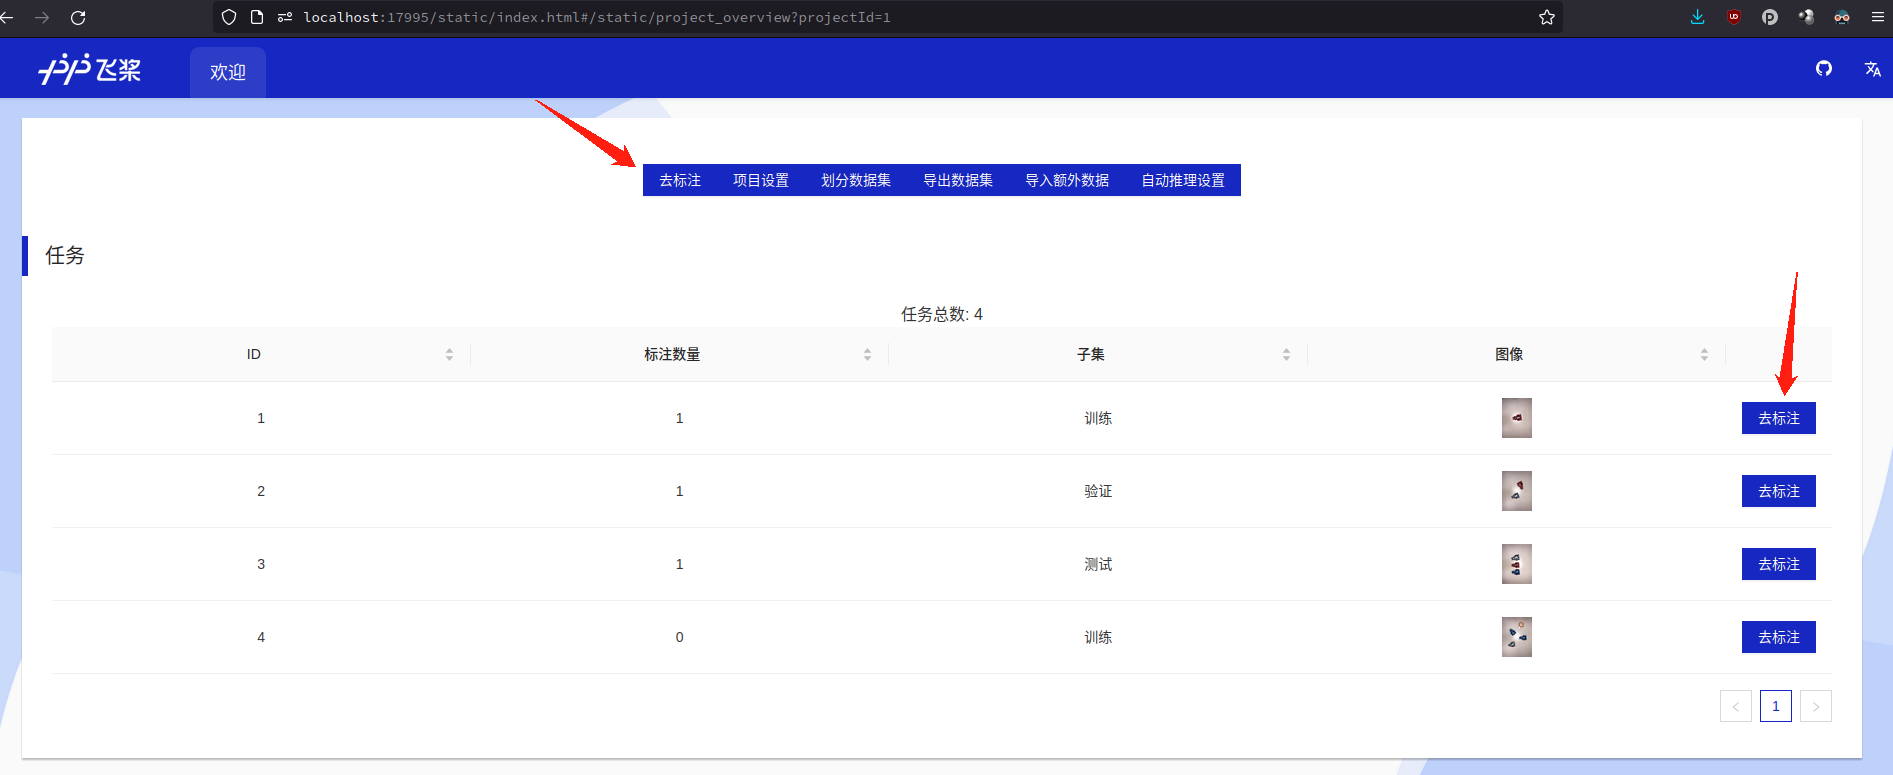 localhost:17995/static/index.html#/static/project_overview?projectId=1
飞桨 欢迎
去标注 项目设置 划分数据集 导出数据集 导入额外数据 自动推理设置
任务
任务总数: 4
ID 标注数量 子集 图像
1 1 训练 去标注
2 1 验证 去标注
3 1 测试 去标注
4 0 训练 去标注
< 1 >